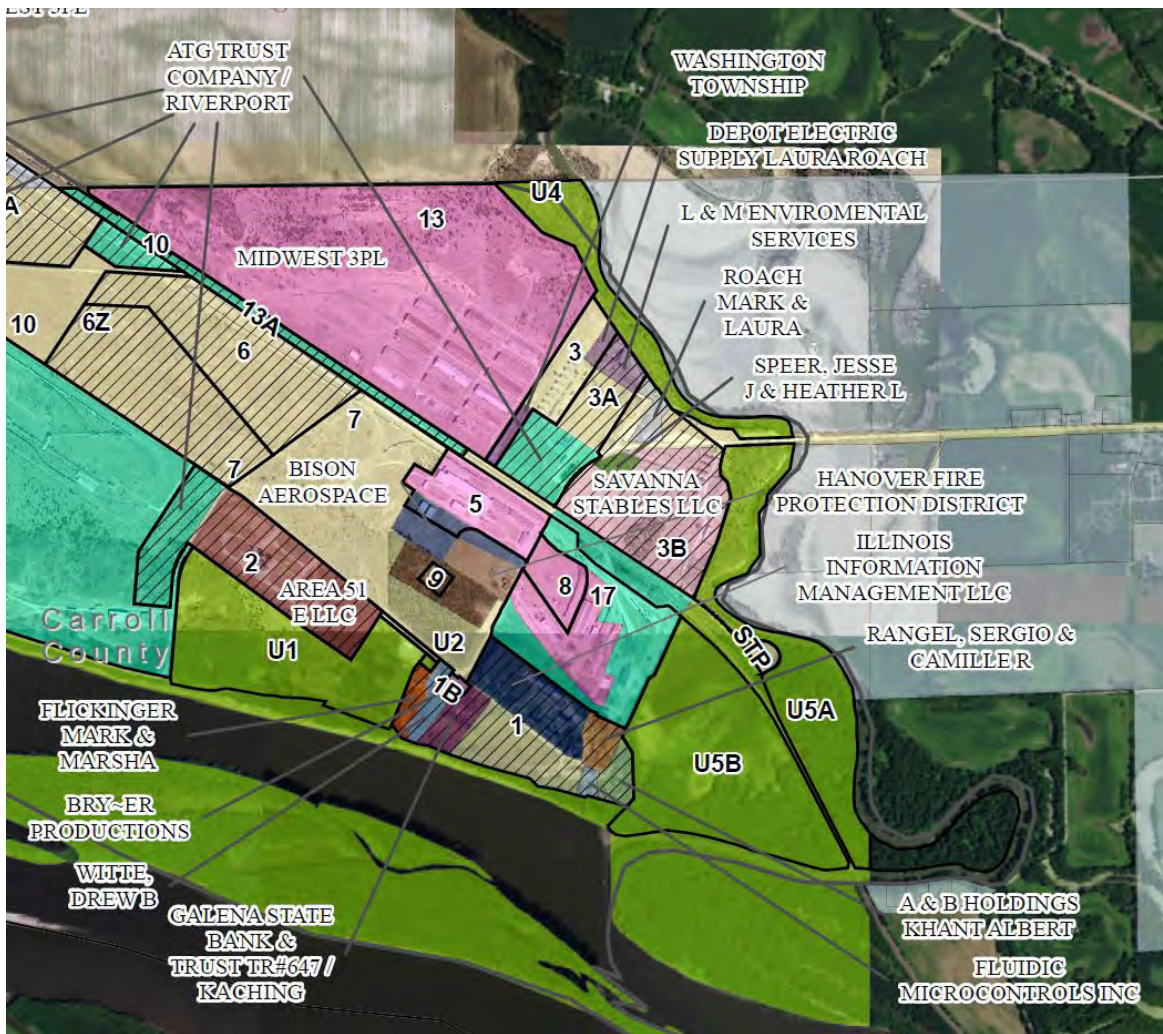 ATG TRUST
COMPANY /
RIVERPORT
WASHINGTON
TOWNSHIP
DEPOT ELECTRIC
SUPPLY LAURA ROACH
U4
A
13
L & M ENVIROMENTAL
SERVICES
10
MIDWEST 3PL
ROACH
MARK &
LAURA
10
6Z
13A
6
3
SPEER, JESSE
J & HEATHER L
3A
7
7
BISON
AEROSPACE
SAVANNA
STABLES LLC
HANOVER FIRE
PROTECTION DISTRICT
5
3B
ILLINOIS
INFORMATION
MANAGEMENT LLC
2
9
8
17
AREA 51
E LLC
Carroll
County
U1
U2
STP
RANGEL, SERGIO &
CAMILLE R
1B
U5A
FLICKINGER
MARK &
MARSHA
1
U5B
BRY~ER
PRODUCTIONS
WITTE,
DREW B
GALENA STATE
BANK &
TRUST TR#647 /
KACHING
A & B HOLDINGS
KHANT ALBERT
FLUIDIC
MICROCONTROLS INC